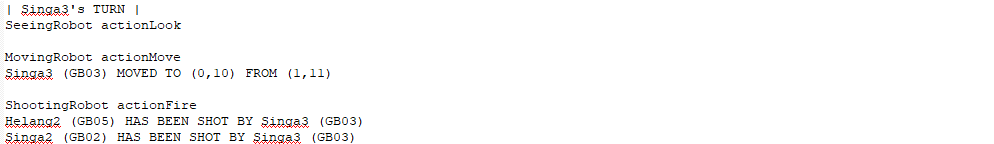 | Singa3's TURN |
SeeingRobot actionLook
MovingRobot actionMove
Singa3 (GB03) MOVED TO (0,10) FROM (1,11)
ShootingRobot actionFire
Helang2 (GB05) HAS BEEN SHOT BY Singa3 (GB03)
Singa2 (GB02) HAS BEEN SHOT BY Singa3 (GB03)